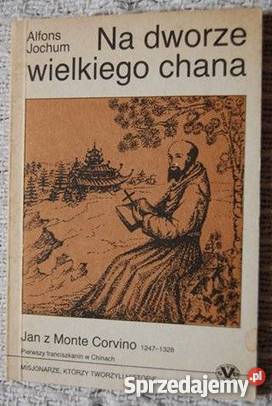 Alfons
Jochum
Na dworze
wielkiego chana
Jan z Monte Corvino 1247–1328
Pierwszy franciszkanin w Chinach
MISJONARZE, KTÓRZY TWORZYLI
Sprzedajemy.pl